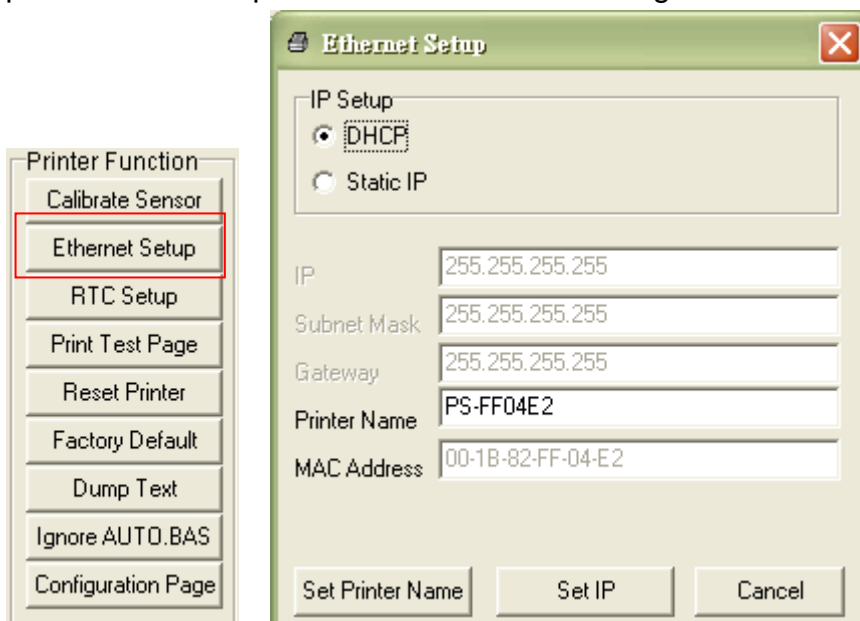 Printer Function
Calibrate Sensor
Ethernet Setup
RTC Setup
Print Test Page
Reset Printer
Factory Default
Dump Text
Ignore AUTO.BAS
Configuration Page
Ethernet Setup
IP Setup
DHCP
Static IP
IP 255.255.255.255
Subnet Mask 255.255.255.255
Gateway 255.255.255.255
Printer Name PS-FF04E2
MAC Address 00-1B-82-FF-04-E2
Set Printer Name Set IP Cancel